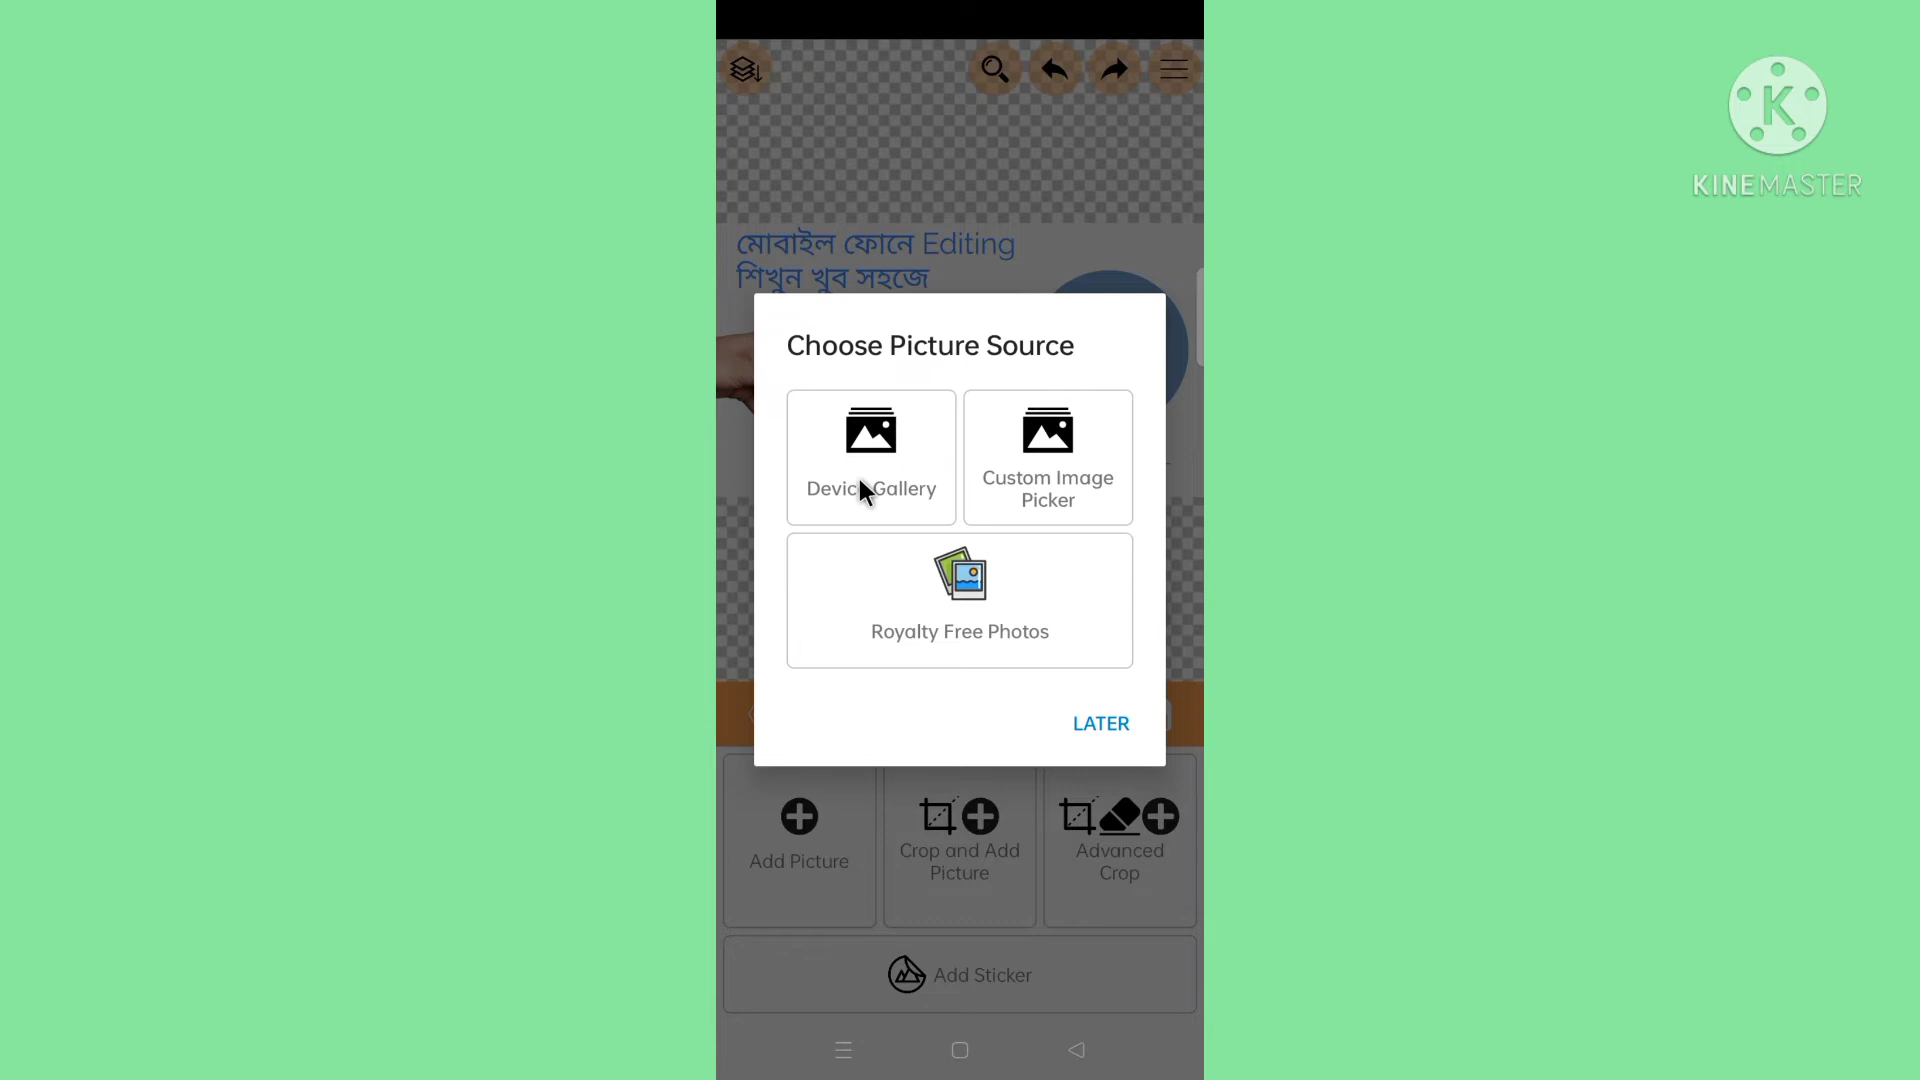 K
KINEMASTER
মোবাইল ফোনে Editing
শিখুন খুব সহজে
Choose Picture Source
Device Gallery
Custom Image
Picker
Royalty Free Photos
LATER
Add Picture
Crop and Add
Picture
Advanced
Crop
Add Sticker